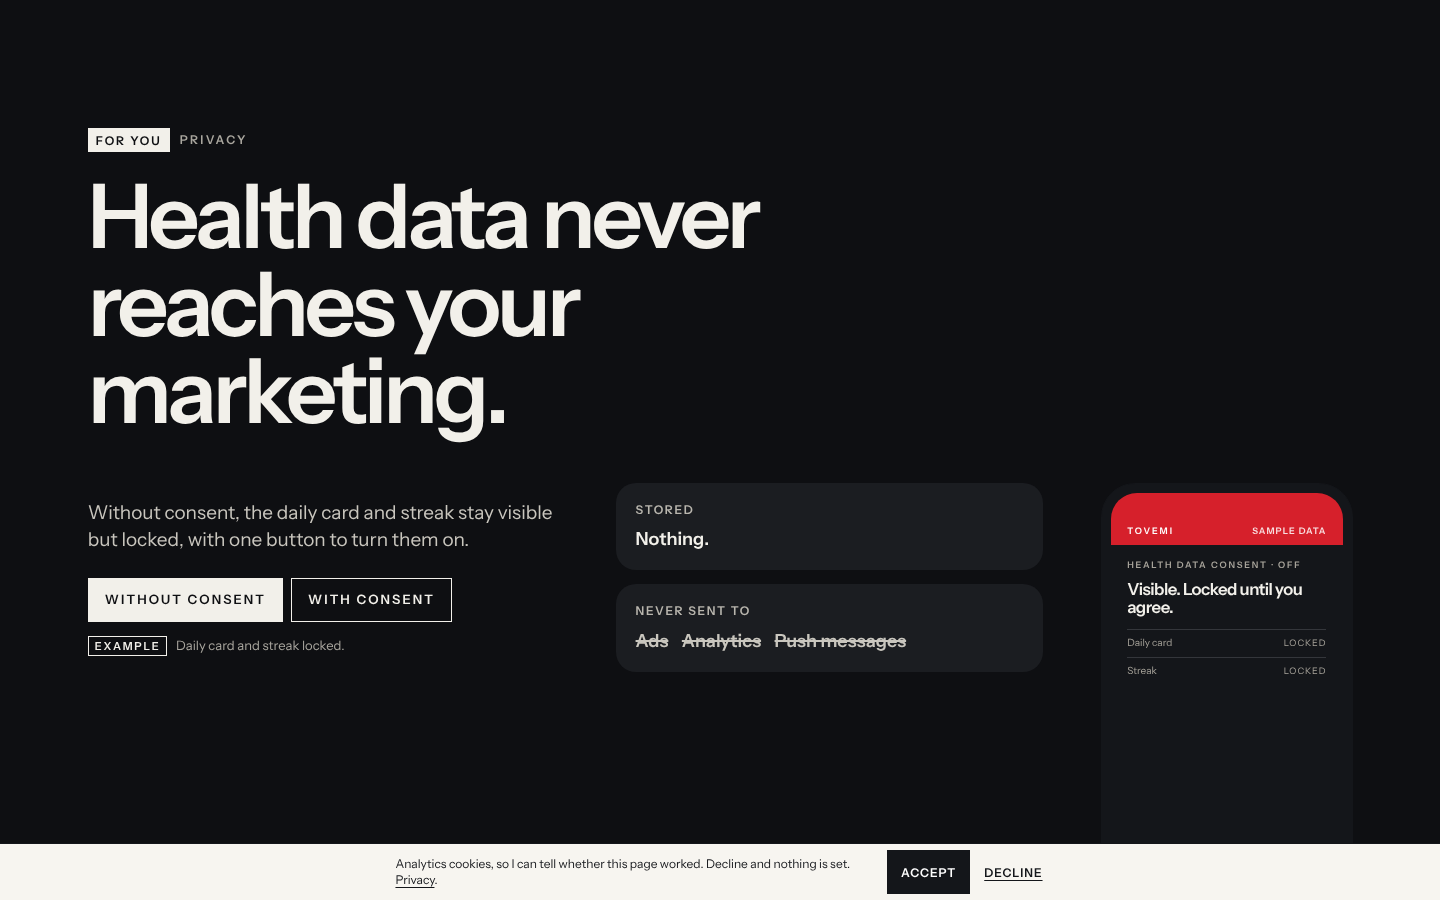 FOR YOU PRIVACY
Health data never
reaches your
marketing.
Without consent, the daily card and streak stay visible
but locked, with one button to turn them on.
WITHOUT CONSENT WITH CONSENT
EXAMPLE Daily card and streak locked.
STORED
Nothing.
NEVER SENT TO
Ads Analytics Push messages
TOVEMI SAMPLE DATA
HEALTH DATA CONSENT · OFF
Visible. Locked until you
agree.
Daily card LOCKED
Streak LOCKED
Analytics cookies, so I can tell whether this page worked. Decline and nothing is set.
Privacy.
ACCEPT DECLINE